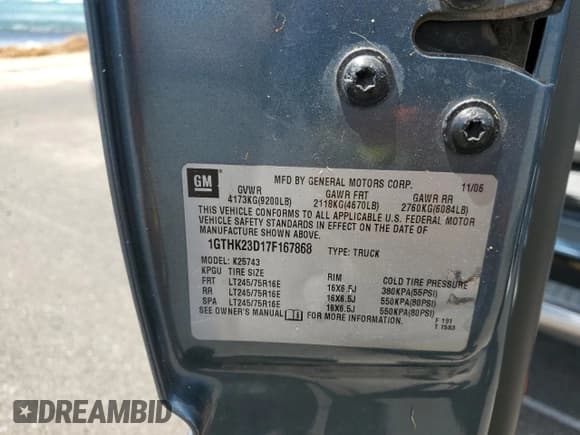 GM
MFD BY GENERAL MOTORS CORP. 11/06
GVWR GAWR FRT GAWR RR
4173KG(9200LB) 2118KG(4670LB) 2760KG(6084LB)
THIS VEHICLE CONFORMS TO ALL APPLICABLE U.S. FEDERAL MOTOR
VEHICLE SAFETY STANDARDS IN EFFECT ON THE DATE OF
MANUFACTURE SHOWN ABOVE.
1GTHK23D17F167868 TYPE: TRUCK
MODEL: K25743
KPGU TIRE SIZE RIM COLD TIRE PRESSURE
FRT LT245/75R16E 16X6.5J 380KPA(55PSI)
RR LT245/75R16E 16X6.5J 550KPA(80PSI)
SPA LT245/75R16E 16X6.5J 550KPA(80PSI)
SEE OWNER'S MANUAL FOR MORE INFORMATION.
F 191
T 1583
DREAMBID